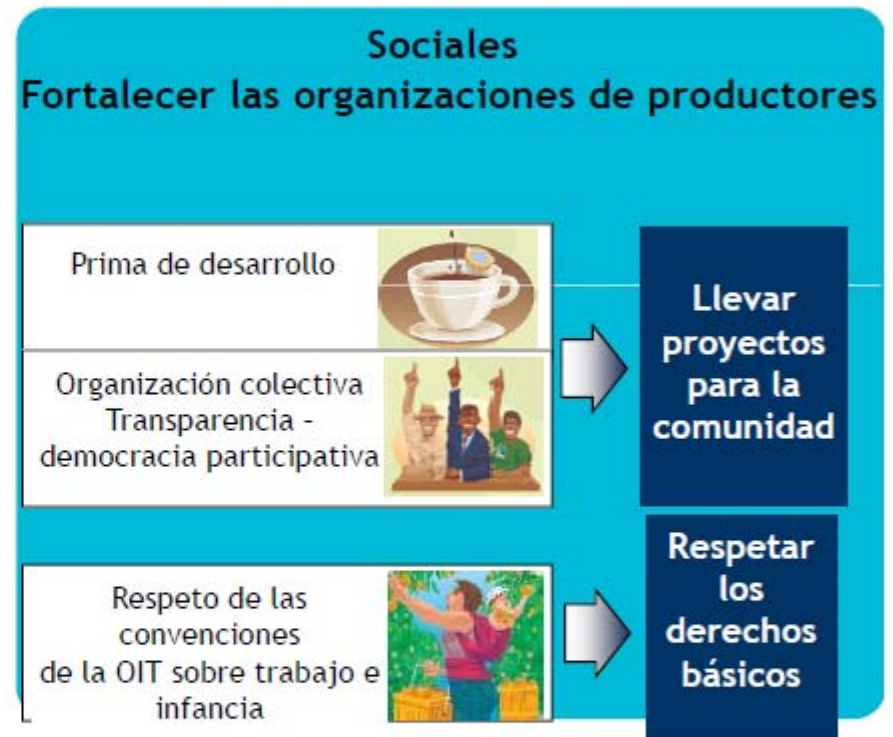 Sociales
Fortalecer las organizaciones de productores
Prima de desarrollo
Organización colectiva
Transparencia -
democracia participativa
Llevar
proyectos
para la
comunidad
Respeto de las
convenciones
de la OIT sobre trabajo e
infancia
Respetar
los
derechos
básicos